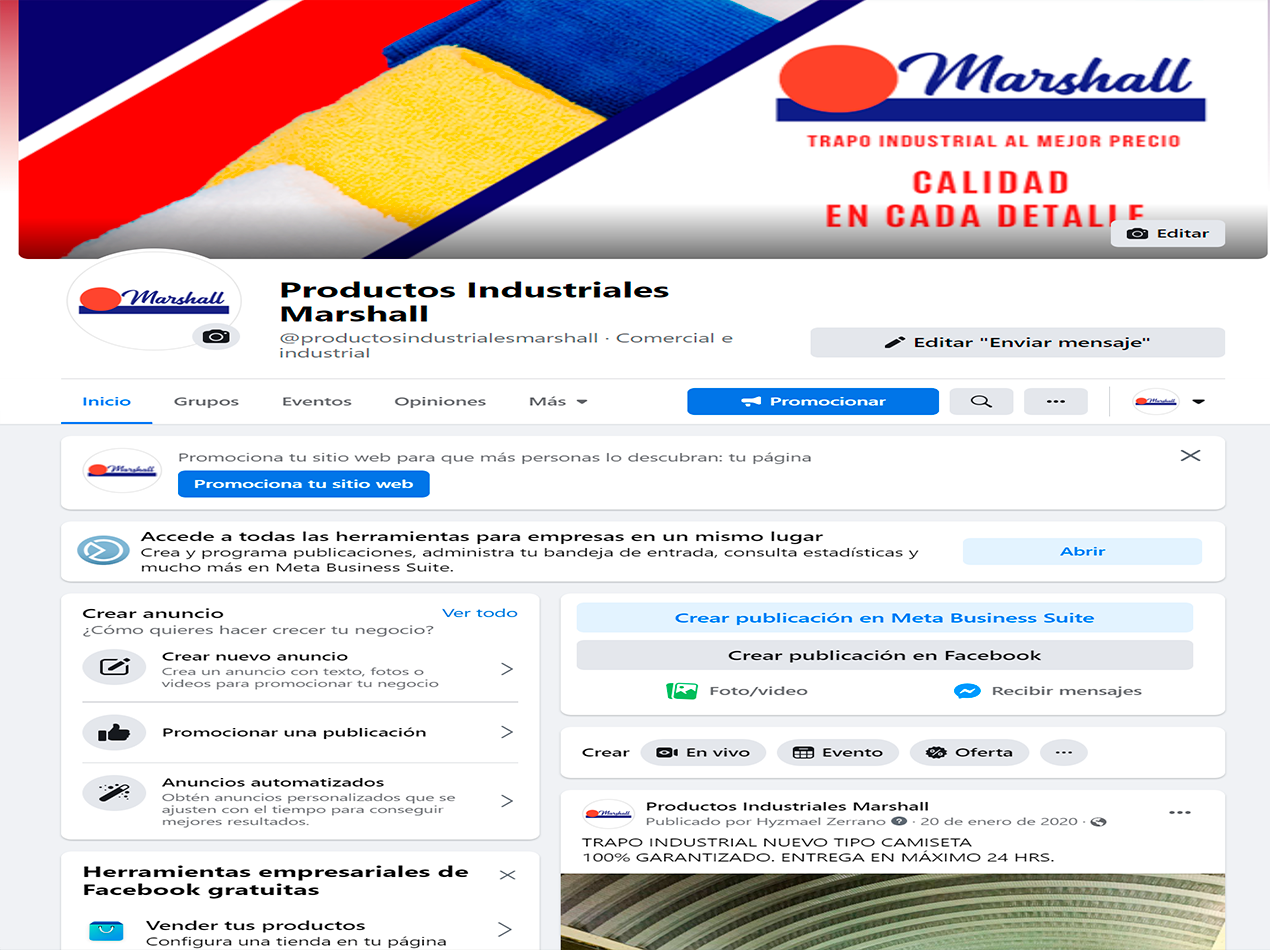 Marshall
TRAPO INDUSTRIAL AL MEJOR PRECIO
CALIDAD
EN CADA DETALLE
Editar
Marshall
Productos Industriales
Marshall
@productosindustrialesmarshall · Comercial e
industrial
Editar "Enviar mensaje"
Inicio
Grupos
Eventos
Opiniones
Más
Promocionar
Marshall
Marshall
Promociona tu sitio web para que más personas lo descubran: tu página
Promociona tu sitio web
Accede a todas las herramientas para empresas en un mismo lugar
Crea y programa publicaciones, administra tu bandeja de entrada, consulta estadísticas y
mucho más en Meta Business Suite.
Abrir
Crear anuncio
Ver todo
¿Cómo quieres hacer crecer tu negocio?
Crear nuevo anuncio
Crea un anuncio con texto, fotos o
videos para promocionar tu negocio
Promocionar una publicación
Anuncios automatizados
Obtén anuncios personalizados que se
ajusten con el tiempo para conseguir
mejores resultados.
Herramientas empresariales de
Facebook gratuitas
Vender tus productos
Configura una tienda en tu página
Crear publicación en Meta Business Suite
Crear publicación en Facebook
Foto/video
Recibir mensajes
Crear
En vivo
Evento
Oferta
Marshall
Productos Industriales Marshall
Publicado por Hyzmael Zerrano · 20 de enero de 2020 ·
TRAPO INDUSTRIAL NUEVO TIPO CAMISETA
100% GARANTIZADO. ENTREGA EN MÁXIMO 24 HRS.